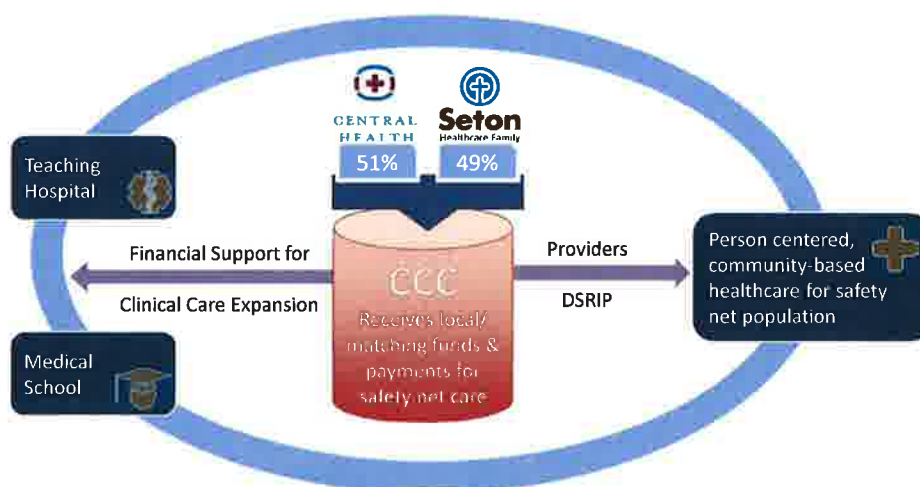 CENTRAL
HEALTH
Seton
Healthcare Family
51%
49%
Teaching
Hospital
Financial Support for
Clinical Care Expansion
Medical
School
CCC
Receives local/
matching funds &
payments for
safety net care
Providers
DSRIP
Person centered,
community-based
healthcare for safety
net population